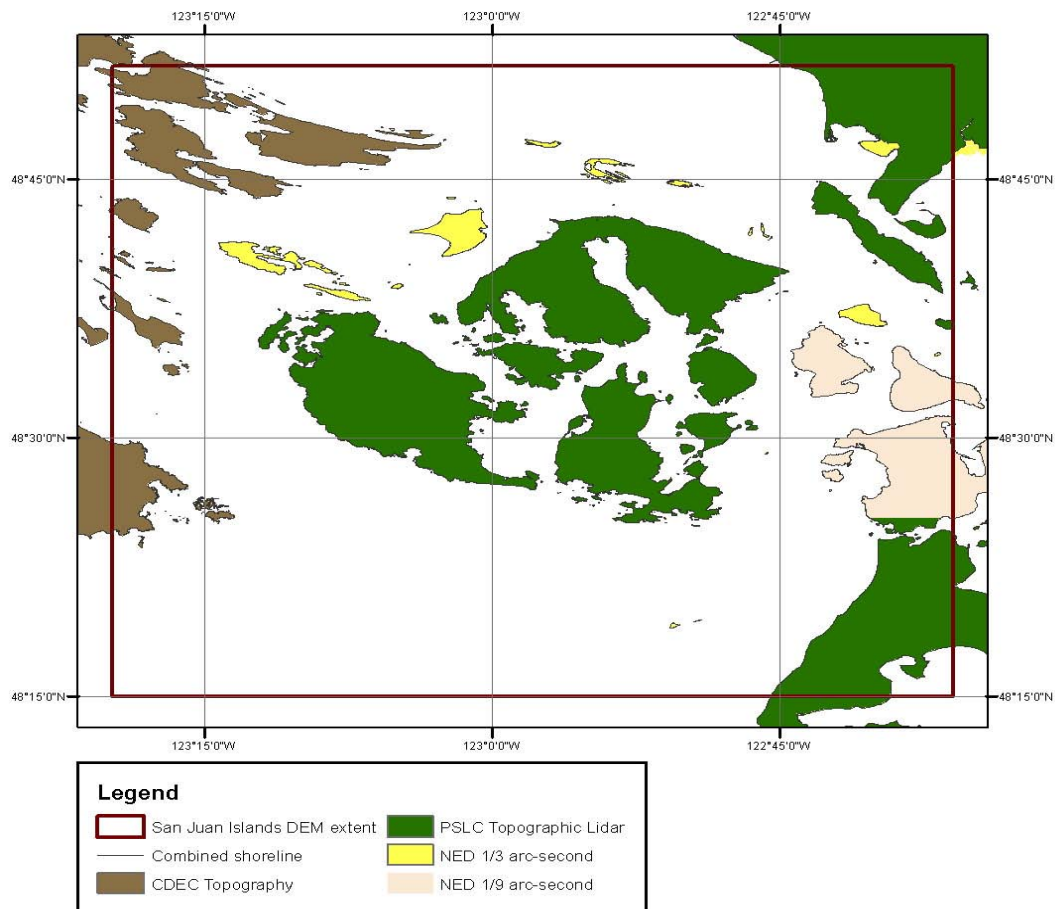 123°15'0"W 123°0'0"W 122°45'0"W
48°45'0"N 48°45'0"N
48°30'0"N 48°30'0"N
48°15'0"N 48°15'0"N
123°15'0"W 123°0'0"W 122°45'0"W
Legend
San Juan Islands DEM extent
Combined shoreline
CDEC Topography
PSLC Topographic Lidar
NED 1/3 arc-second
NED 1/9 arc-second